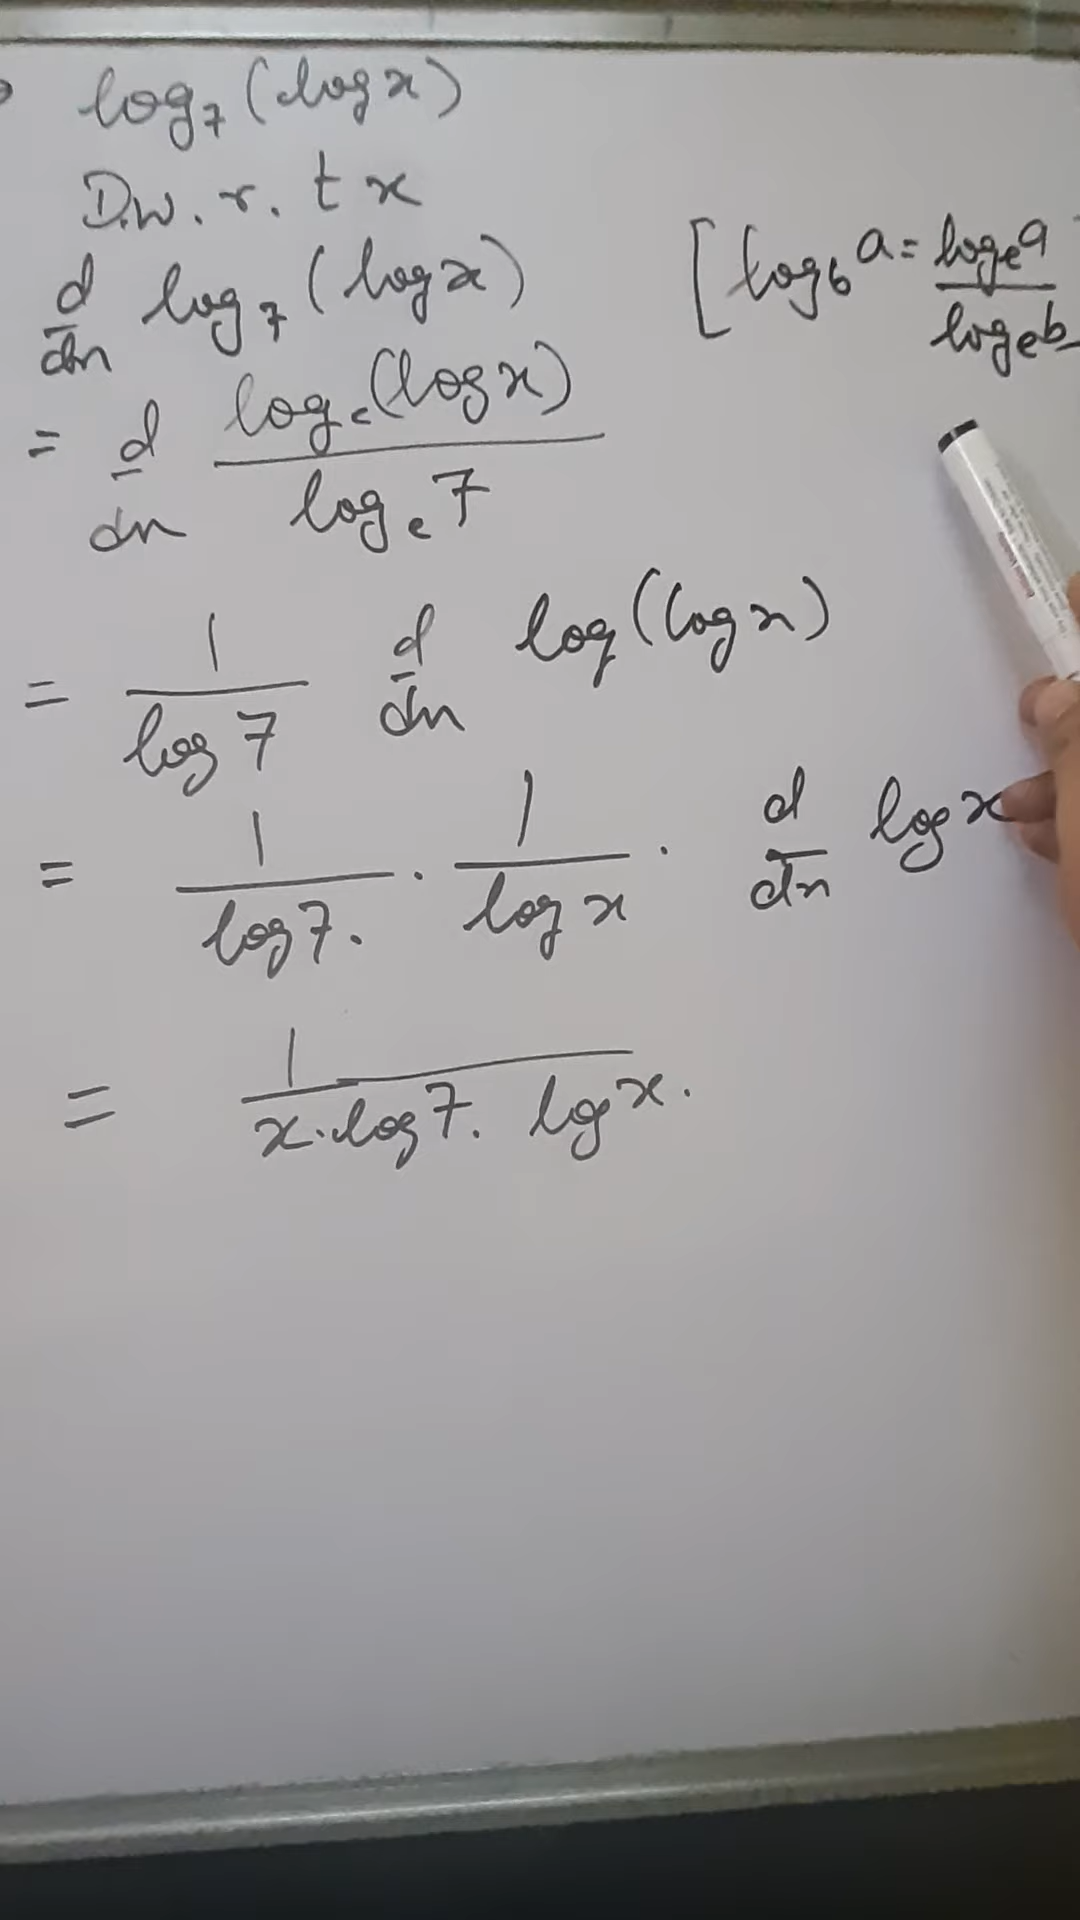 log₇(log x)
D.w.r.t x
d/dx log₇(log x)
[log_b a = log_e a / log_e b
= d/dx log_e(log x) / log_e 7
= 1/log 7 d/dx log(log x)
= 1/log 7. · 1/log x · d/dx log x
= 1/x.log 7. log x.